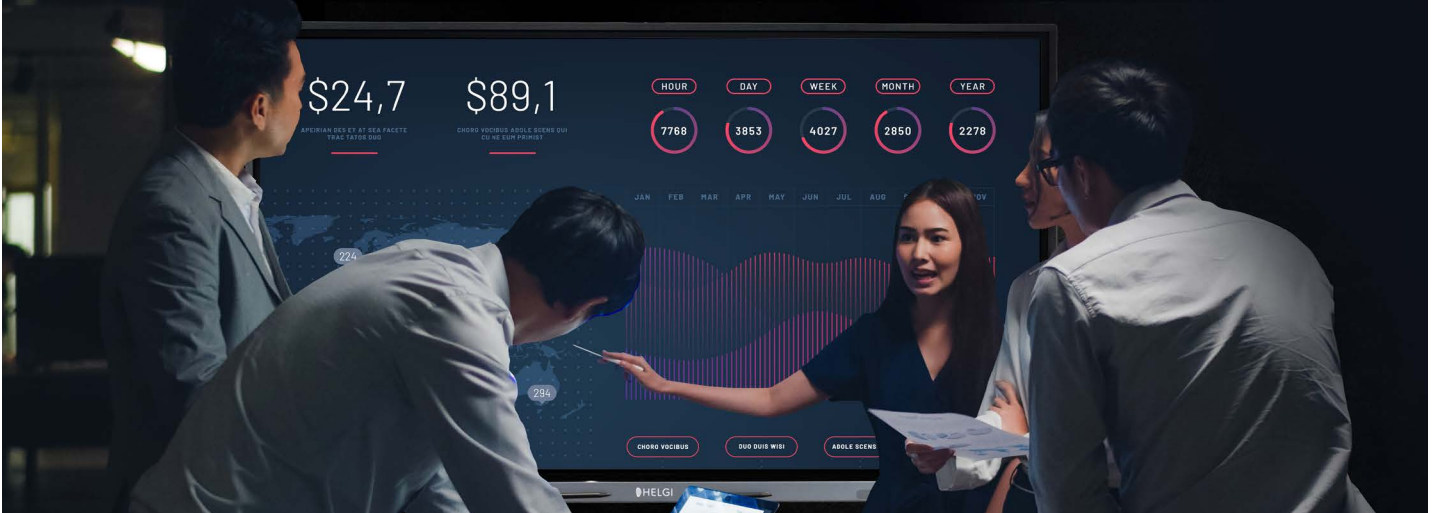 $24,7
$89,1
APEIRIAN DES ET AT SEA FACETE
TRAC TATOS DUO
CHORO VOCIBUS ADOLE SCENS QUI
CU NE EUM PRIMIST
HOUR DAY WEEK MONTH YEAR
7768 3853 4027 2850 2278
JAN FEB MAR APR MAY JUN JUL AUG
224
294
CHORO VOCIBUS
DUO DUIS WISI
ADOLE SCENS
HELGI